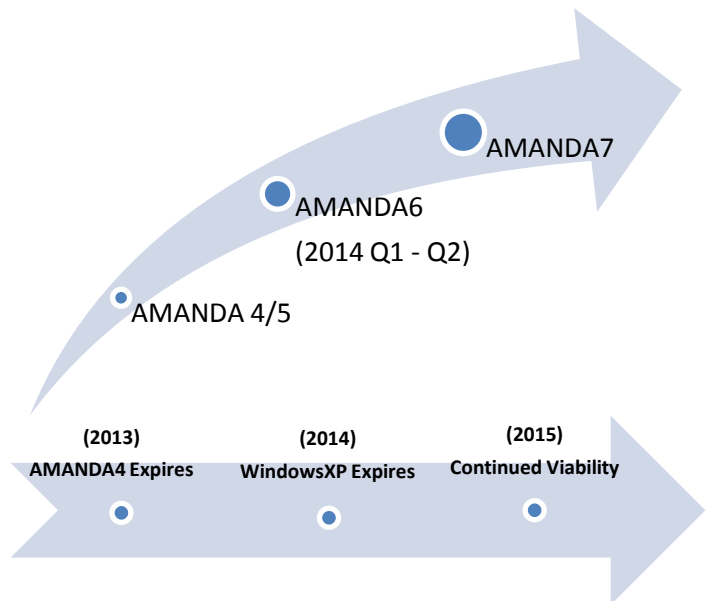 AMANDA7
AMANDA6
(2014 Q1 - Q2)
AMANDA 4/5
(2013)
AMANDA4 Expires
(2014)
WindowsXP Expires
(2015)
Continued Viability